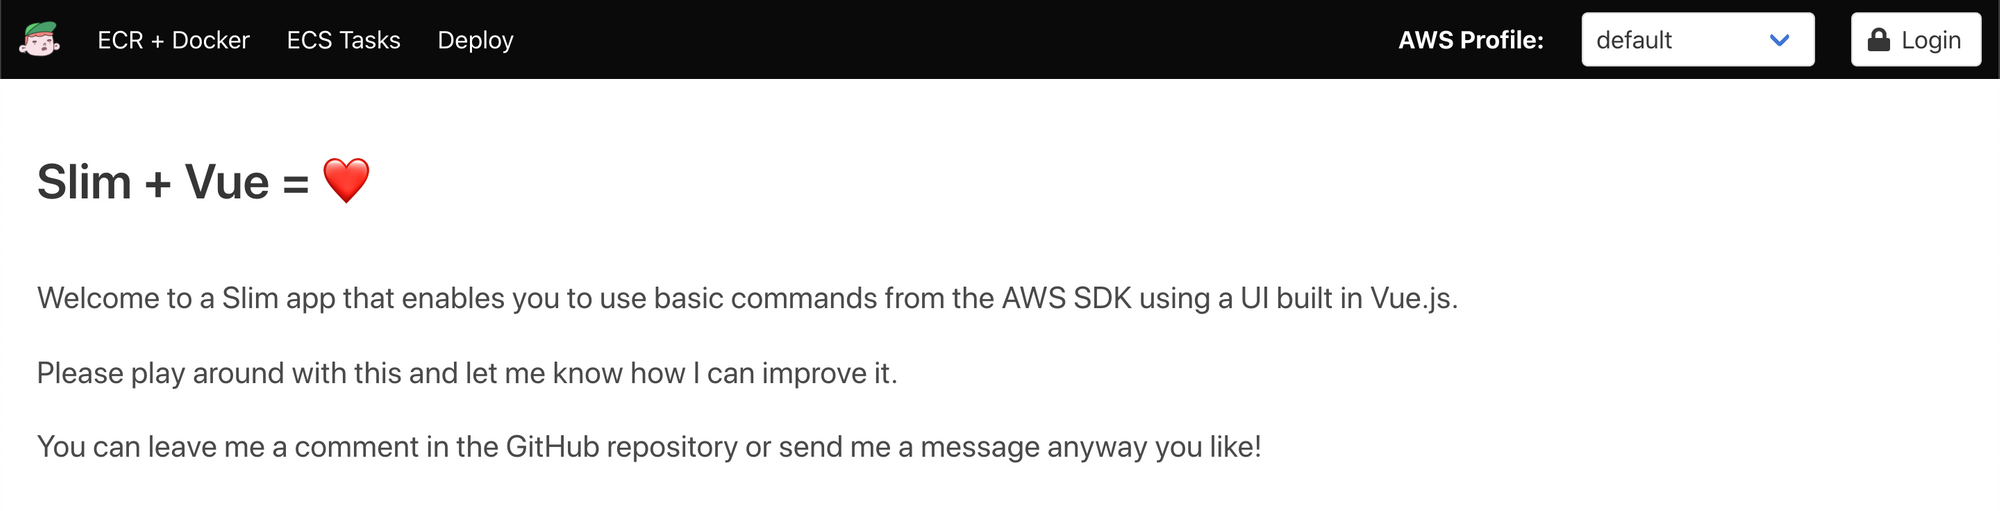 ECR + Docker ECS Tasks Deploy AWS Profile: default Login
Slim + Vue = ❤️
Welcome to a Slim app that enables you to use basic commands from the AWS SDK using a UI built in Vue.js.
Please play around with this and let me know how I can improve it.
You can leave me a comment in the GitHub repository or send me a message anyway you like!